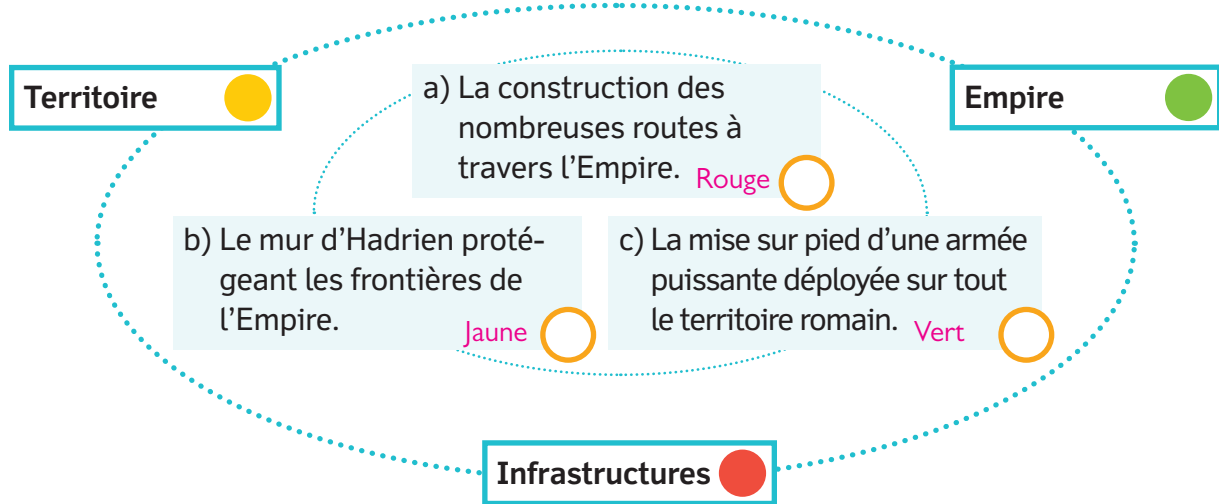 Territoire
Empire
a) La construction des
nombreuses routes à
travers l'Empire.
Rouge
b) Le mur d'Hadrien proté-
geant les frontières de
l'Empire.
Jaune
c) La mise sur pied d'une armée
puissante déployée sur tout
le territoire romain.
Vert
Infrastructures